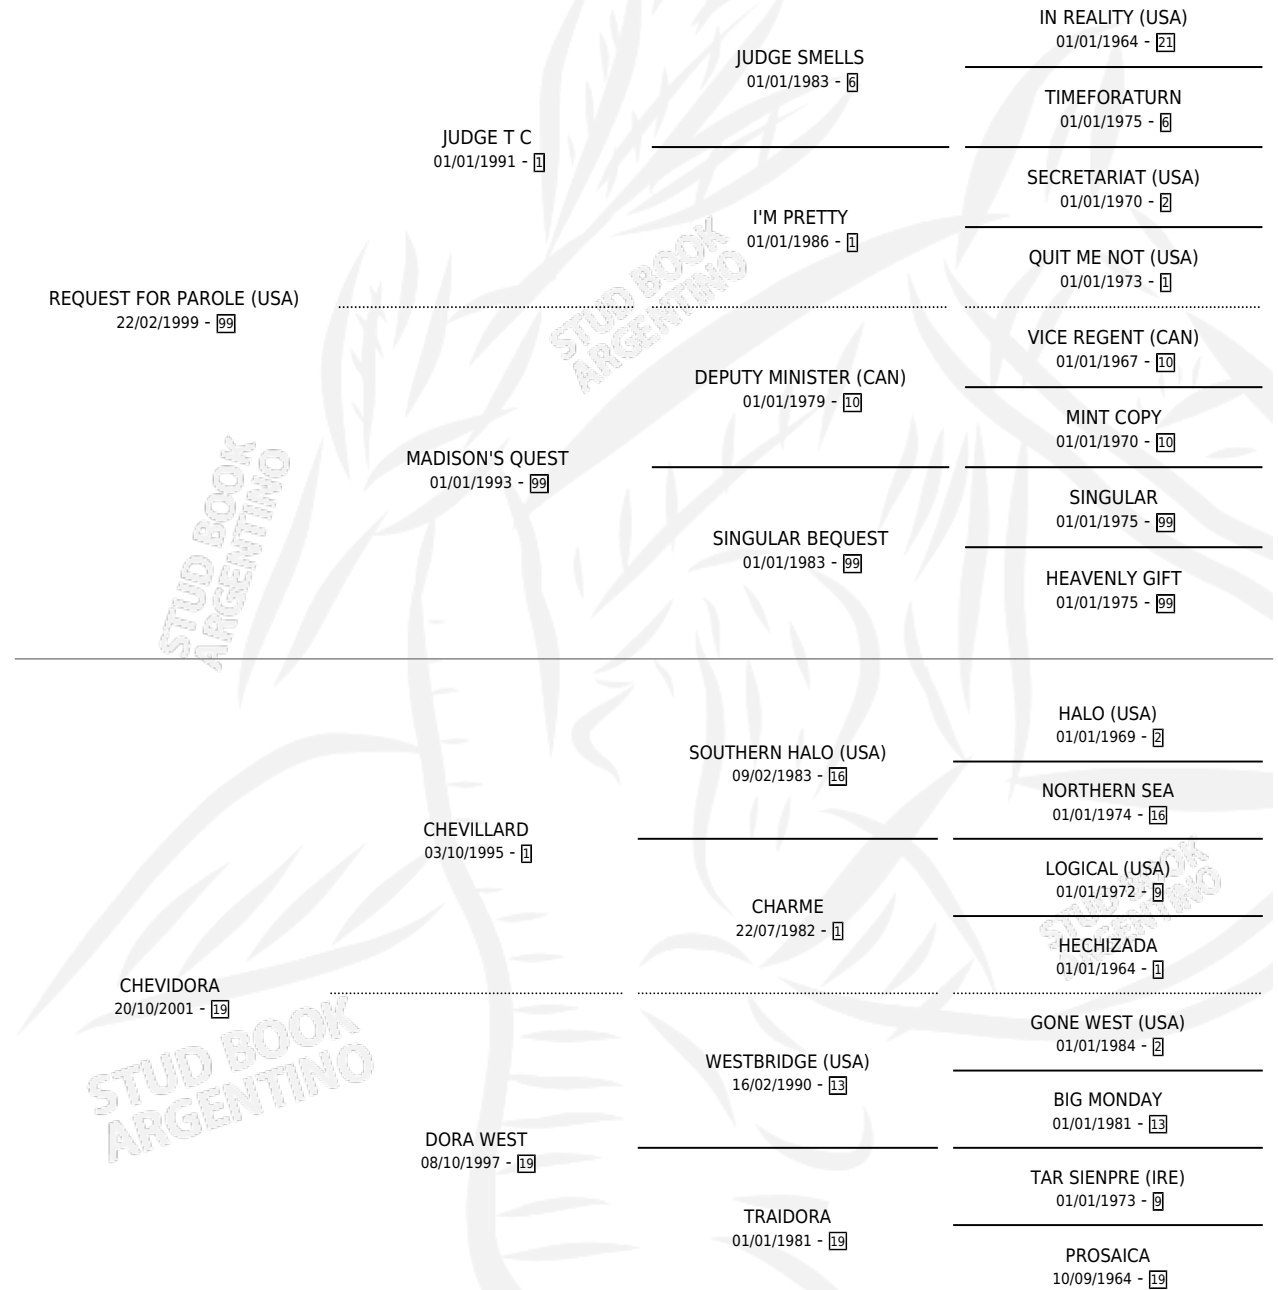 IN REALITY (USA)
01/01/1964 - 21
JUDGE SMELLS
01/01/1983 - 6
TIMEFORATURN
01/01/1975 - 6
JUDGE T C
01/01/1991 - 1
SECRETARIAT (USA)
01/01/1970 - 2
I'M PRETTY
01/01/1986 - 1
QUIT ME NOT (USA)
01/01/1973 - 1
REQUEST FOR PAROLE (USA)
22/02/1999 - 99
STUD BOOK
ARGENTINO
VICE REGENT (CAN)
01/01/1967 - 10
DEPUTY MINISTER (CAN)
01/01/1979 - 10
MINT COPY
01/01/1970 - 10
MADISON'S QUEST
01/01/1993 - 99
SINGULAR
01/01/1975 - 99
SINGULAR BEQUEST
01/01/1983 - 99
HEAVENLY GIFT
01/01/1975 - 99
STUD BOOK
ARGENTINO
HALO (USA)
01/01/1969 - 2
SOUTHERN HALO (USA)
09/02/1983 - 16
NORTHERN SEA
01/01/1974 - 16
CHEVILLARD
03/10/1995 - 1
LOGICAL (USA)
01/01/1972 - 9
CHARME
22/07/1982 - 1
HECHIZADA
01/01/1964 - 1
STUD BOOK
ARGENTINO
CHEVIDORA
20/10/2001 - 19
GONE WEST (USA)
01/01/1984 - 2
WESTBRIDGE (USA)
16/02/1990 - 13
BIG MONDAY
01/01/1981 - 13
STUD BOOK
ARGENTINO
DORA WEST
08/10/1997 - 19
TAR SIENPRE (IRE)
01/01/1973 - 9
TRAIDORA
01/01/1981 - 19
PROSAICA
10/09/1964 - 19